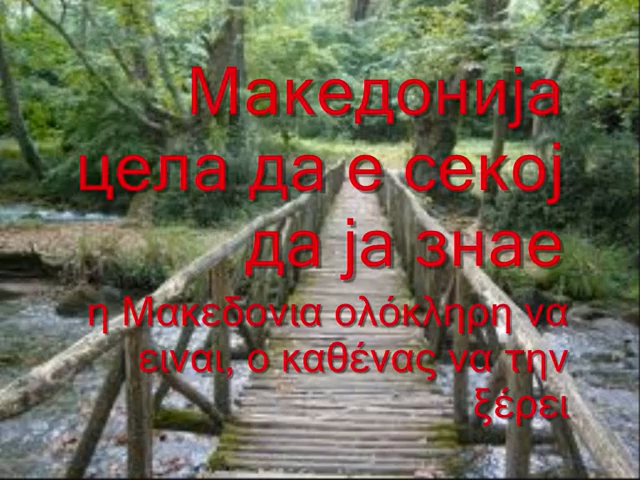 Македонија
цела да е секој
да ја знае
η Μακεδονια ολόκληρη να
ειναι, ο καθένας να την
ξέρει